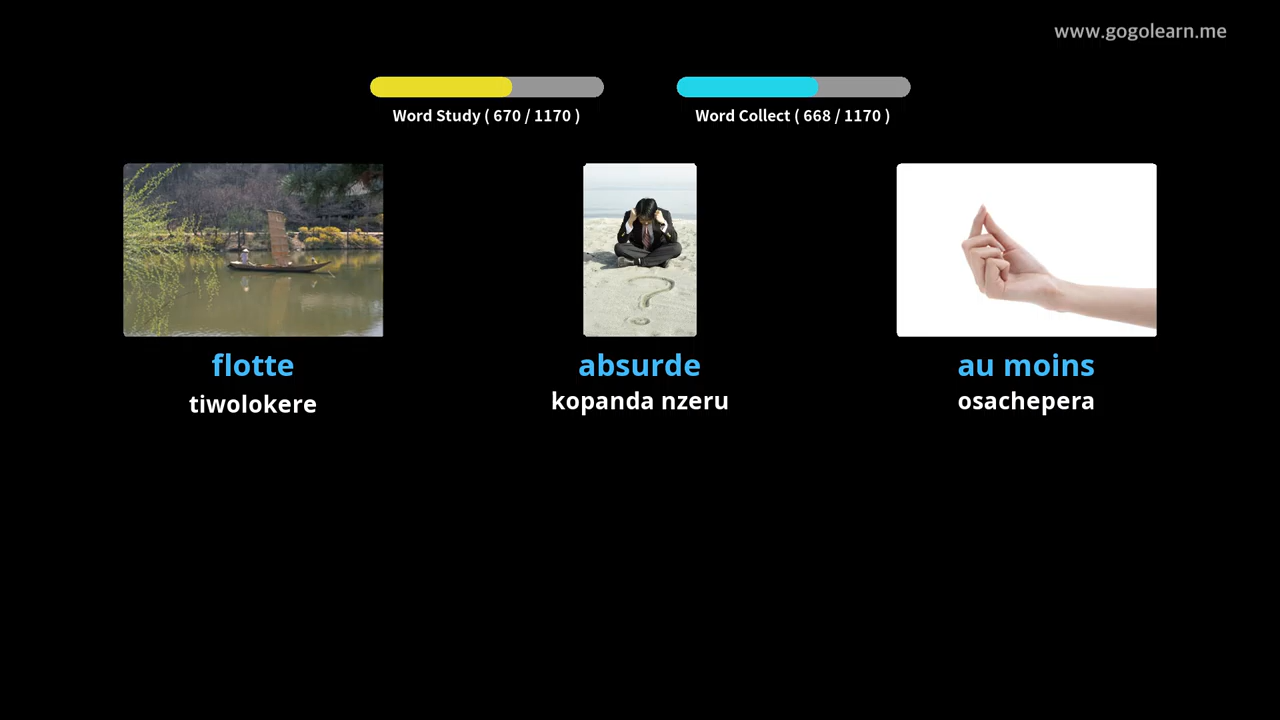 www.gogolearn.me
Word Study ( 670 / 1170 )
Word Collect ( 668 / 1170 )
flotte
tiwolokere
absurde
kopanda nzeru
au moins
osachepera